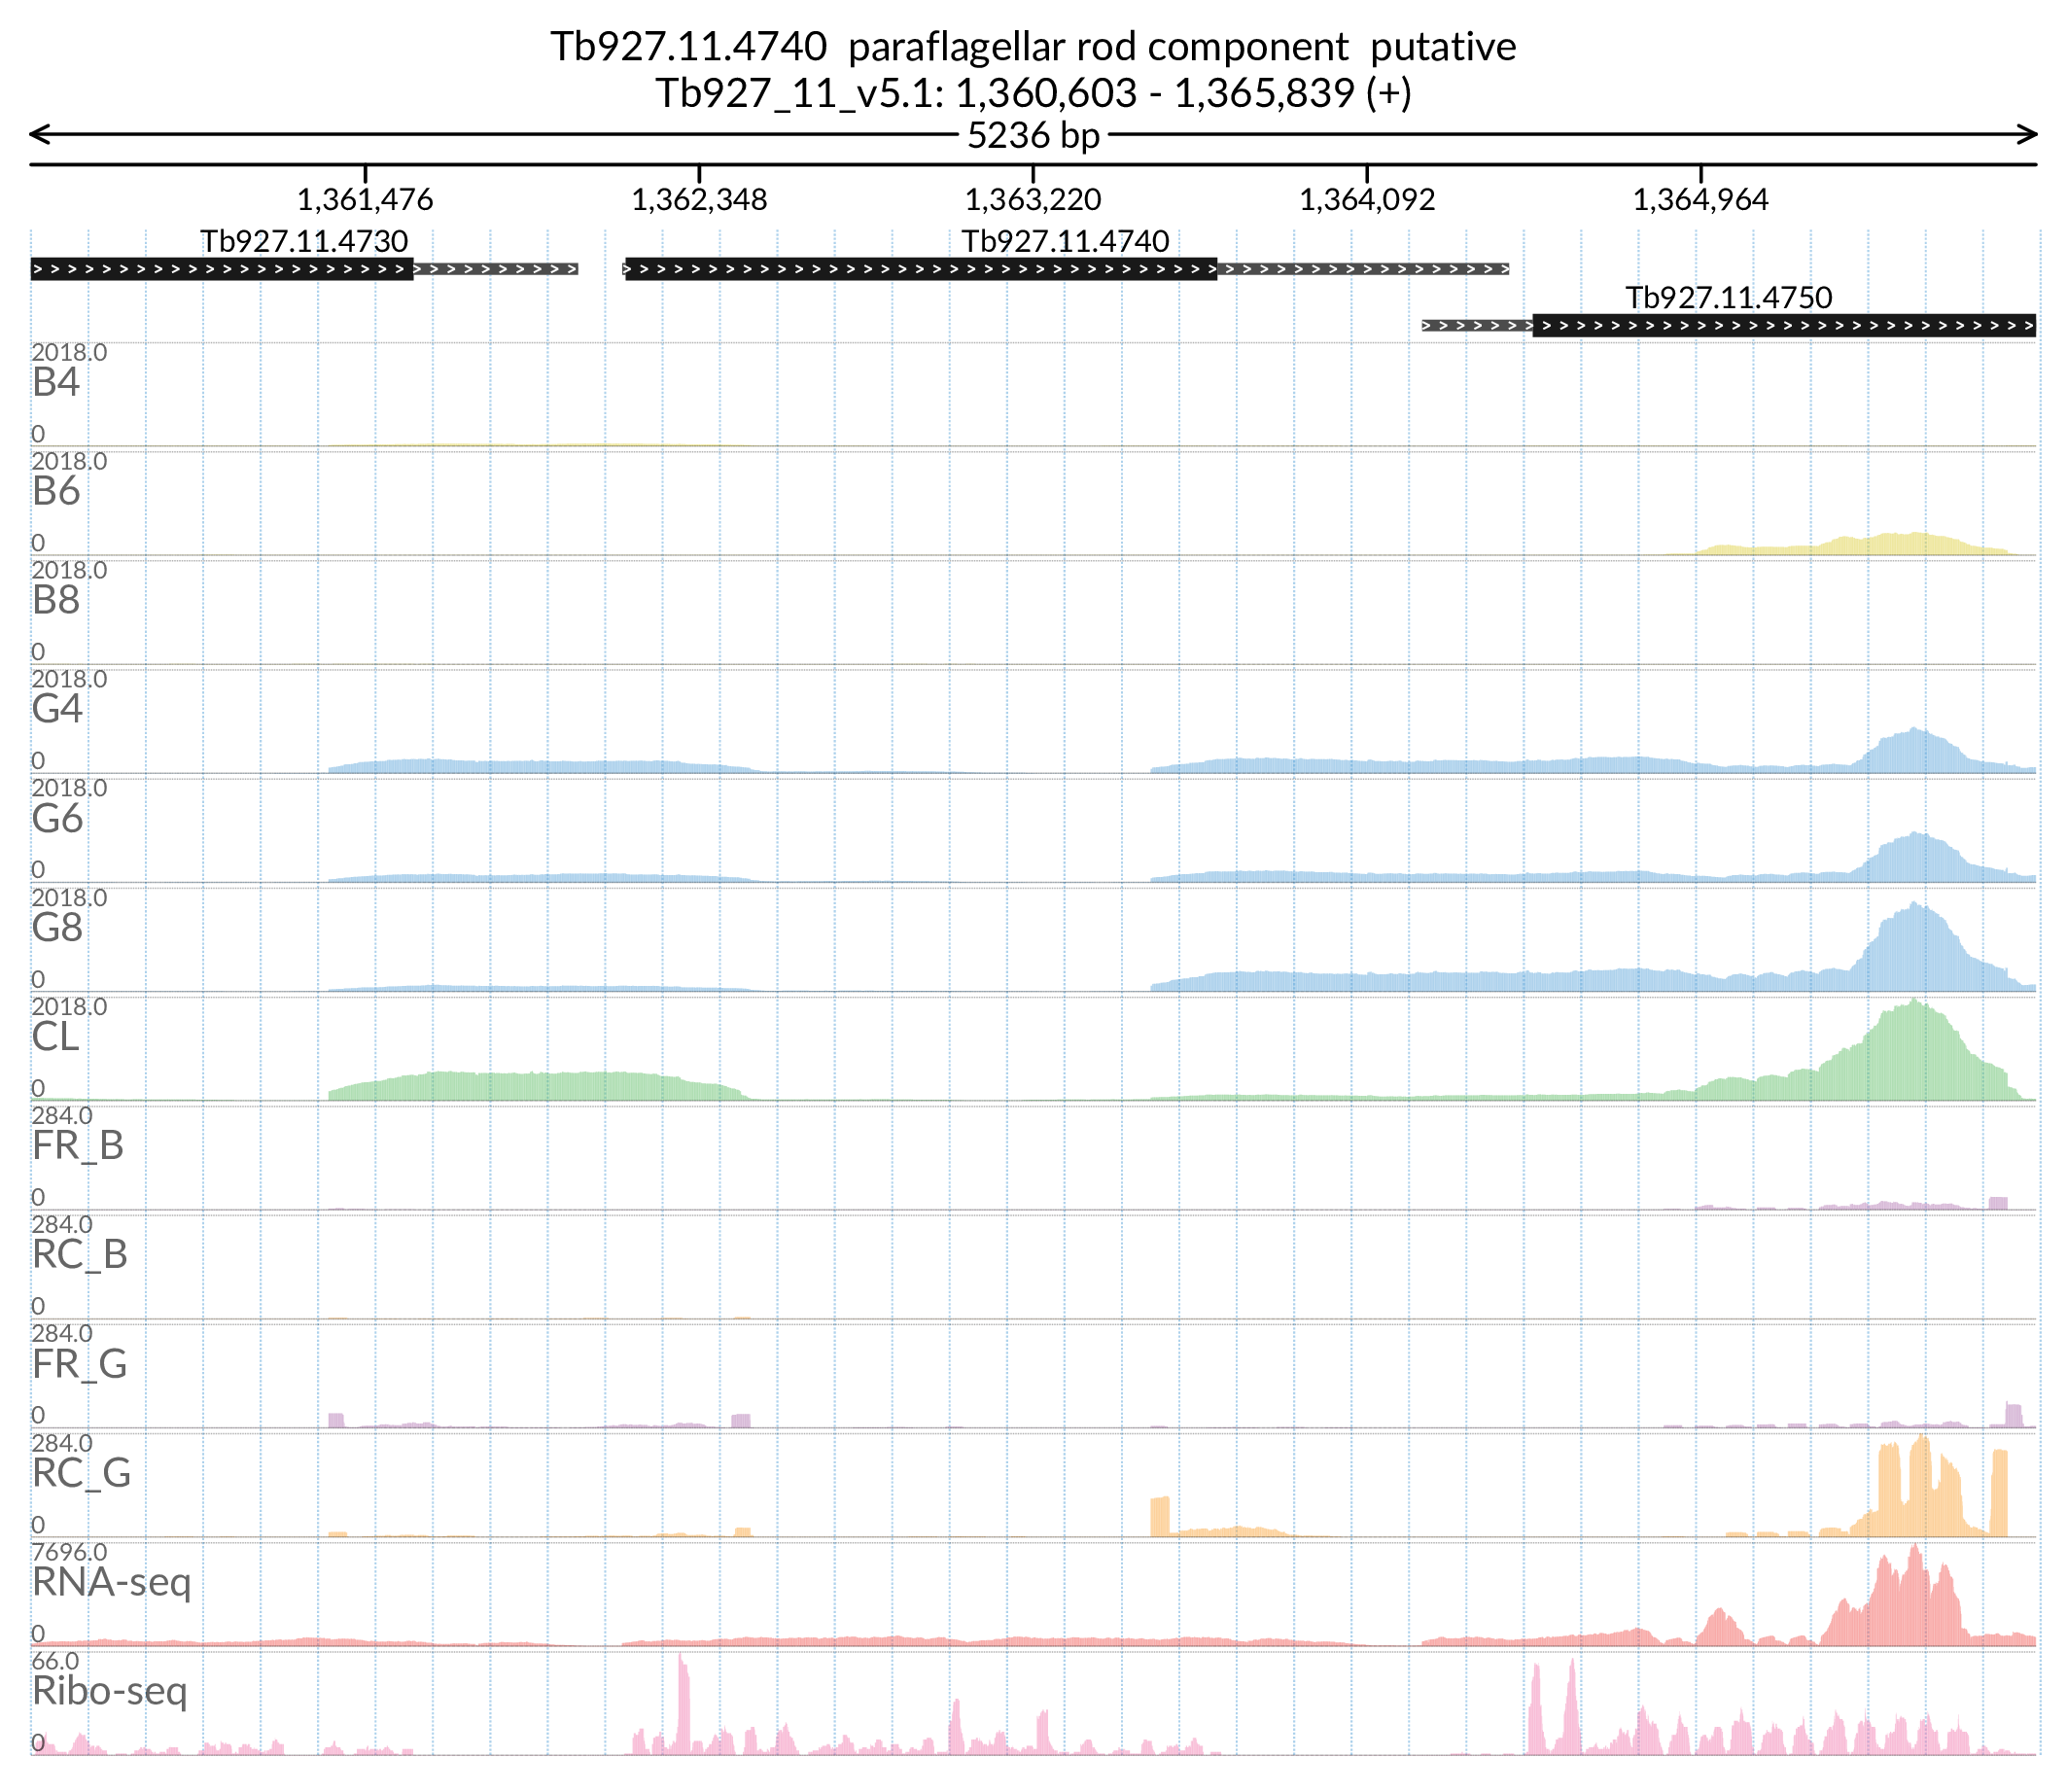 Tb927.11.4740 paraflagellar rod component putative
Tb927_11_v5.1: 1,360,603 - 1,365,839 (+)
5236 bp
1,361,476 1,362,348 1,363,220 1,364,092 1,364,964
Tb927.11.4730 Tb927.11.4740
Tb927.11.4750
2018.0
B4
0
2018.0
B6
0
2018.0
B8
0
2018.0
G4
0
2018.0
G6
0
2018.0
G8
0
2018.0
CL
0
284.0
FR_B
0
284.0
RC_B
0
284.0
FR_G
0
284.0
RC_G
0
7696.0
RNA-seq
0
66.0
Ribo-seq
0